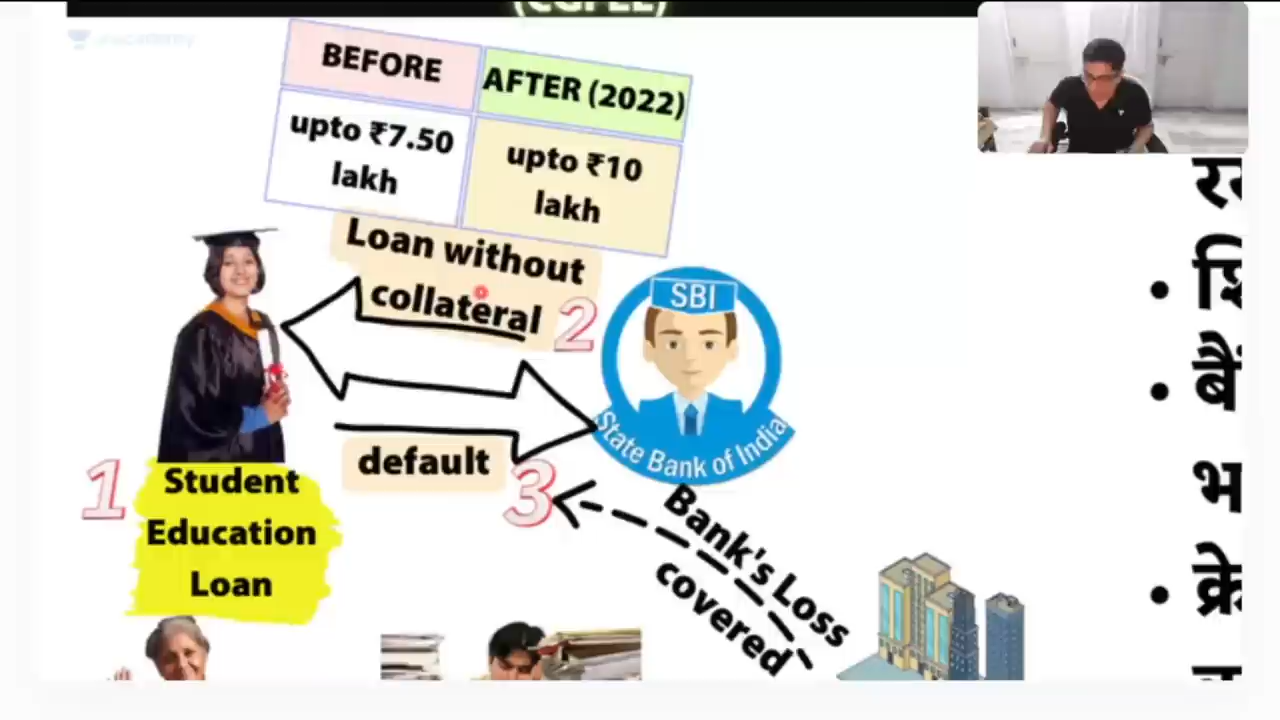 BEFORE
AFTER (2022)
upto ₹7.50
lakh
upto ₹10
lakh
Loan without
collateral
2
SBI
State Bank of India
default
3
1
Student
Education
Loan
Bank's Loss
covered